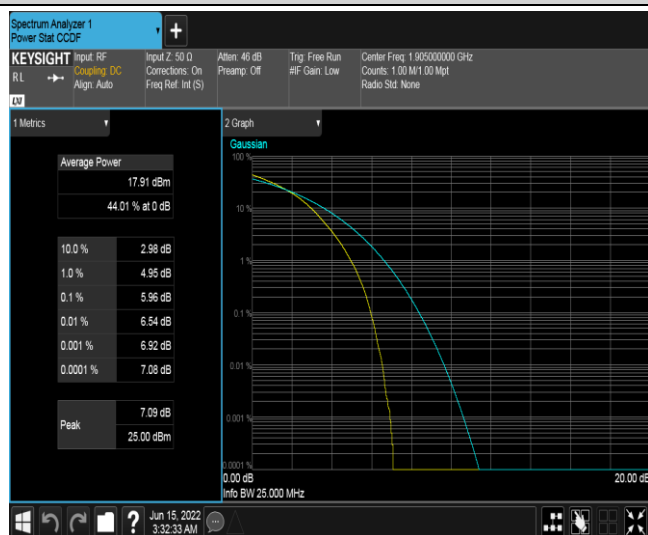 Spectrum Analyzer 1
Power Stat CCDF
+
KEYSIGHT
RL
LXI
Input: RF
Coupling: DC
Align: Auto
Input Z: 50 Ω
Corrections: On
Freq Ref: Int (S)
Atten: 46 dB
Preamp: Off
Trig: Free Run
#IF Gain: Low
Center Freq: 1.905000000 GHz
Counts: 1.00 M/1.00 Mpt
Radio Std: None
1 Metrics
Average Power
17.91 dBm
44.01 % at 0 dB
10.0 % 2.98 dB
1.0 % 4.95 dB
0.1 % 5.96 dB
0.01 % 6.54 dB
0.001 % 6.92 dB
0.0001 % 7.08 dB
Peak
7.09 dB
25.00 dBm
2 Graph
Gaussian
100 %
10 %
1 %
0.1 %
0.01 %
0.001 %
0.0001 %
0.00 dB
20.00 dB
Info BW 25.000 MHz
?
Jun 15, 2022
3:32:33 AM